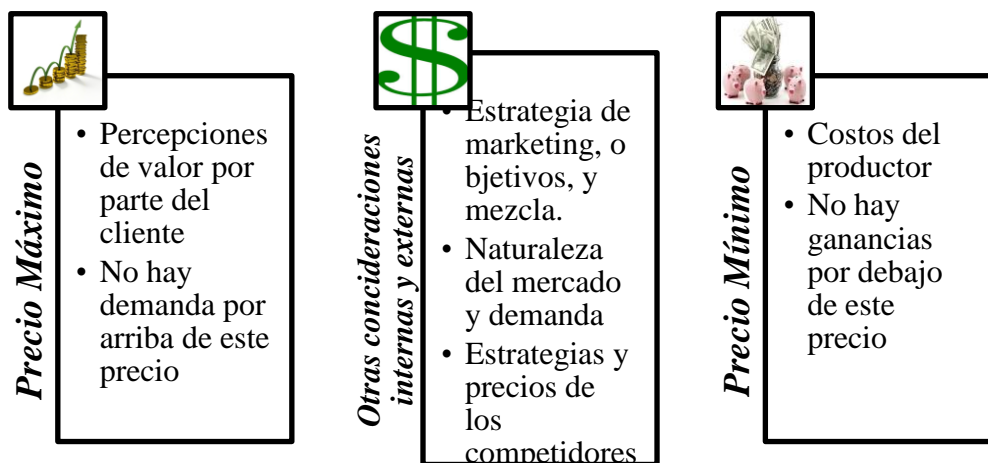 Precio Máximo
• Percepciones
de valor por
parte del
cliente
• No hay
demanda por
arriba de este
precio
Otras concideraciones
internas y externas
• Estrategia de
marketing, o
bjetivos, y
mezcla.
• Naturaleza
del mercado
y demanda
• Estrategias y
precios de
los
competidores
Precio Mínimo
• Costos del
productor
• No hay
ganancias
por debajo
de este
precio